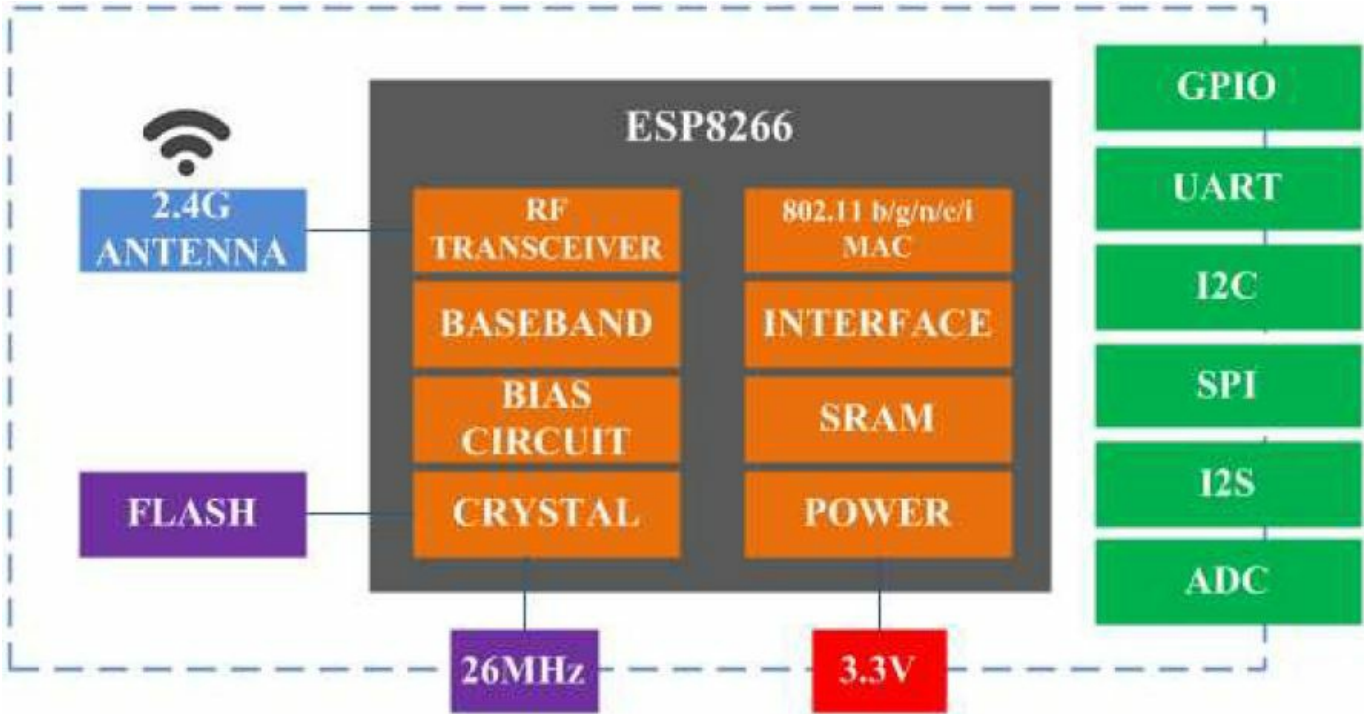 ESP8266
2.4G
ANTENNA
RF
TRANSCEIVER
802.11 b/g/n/c/i
MAC
BASEBAND
INTERFACE
BIAS
CIRCUIT
SRAM
FLASH
CRYSTAL
POWER
26MHz
3.3V
GPIO
UART
I2C
SPI
I2S
ADC